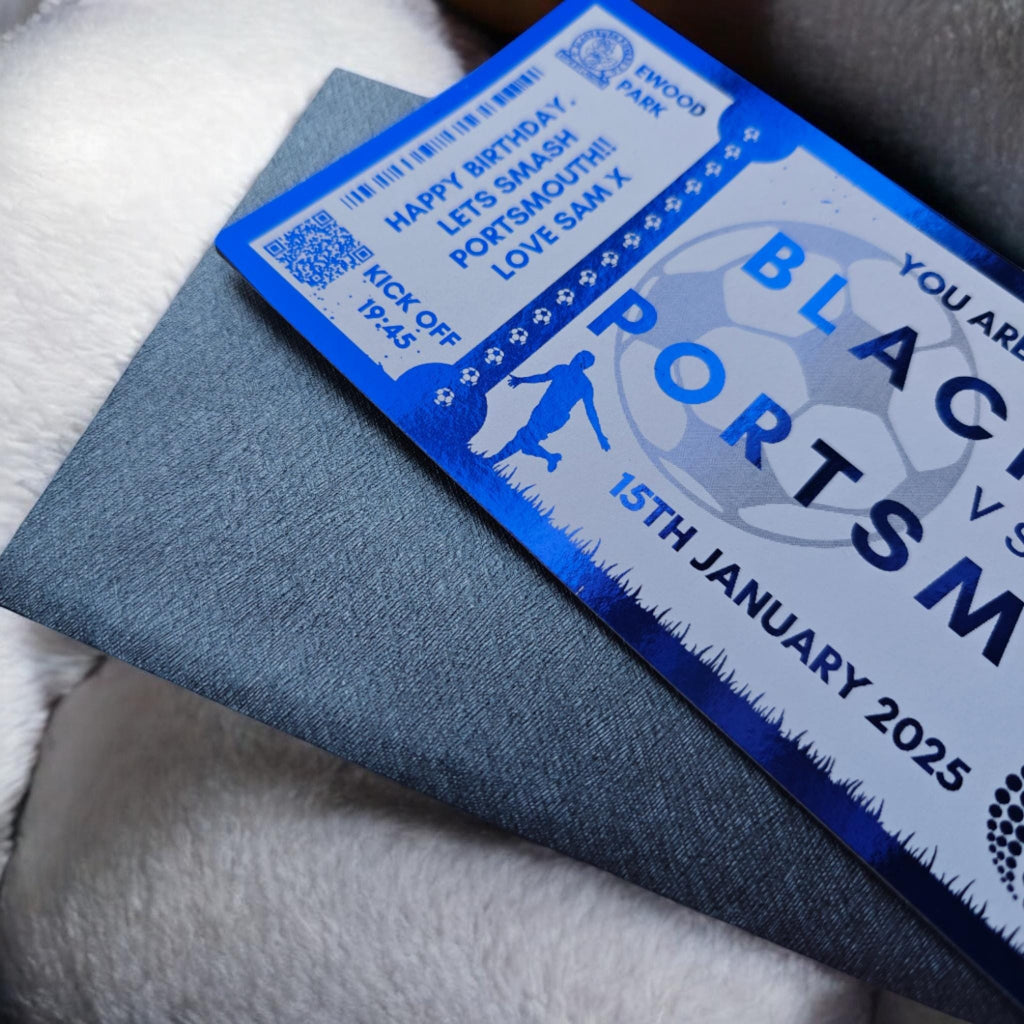 EWOOD
PARK
HAPPY BIRTHDAY,
LETS SMASH
PORTSMOUTH!!
LOVE SAM X
KICK OFF
19:45
YOU ARE
BLAC
VS
PORTSM
15TH JANUARY 2025